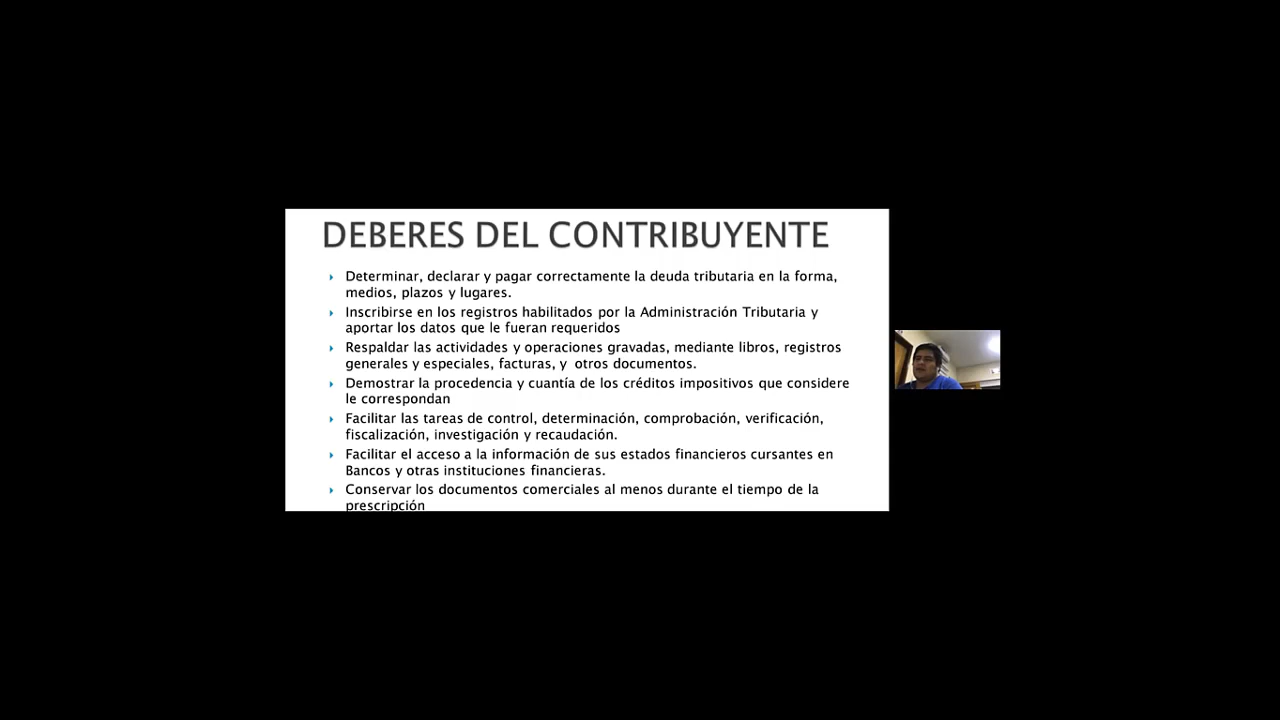 DEBERES DEL CONTRIBUYENTE
Determinar, declarar y pagar correctamente la deuda tributaria en la forma,
medios, plazos y lugares.
Inscribirse en los registros habilitados por la Administración Tributaria y
aportar los datos que le fueran requeridos
Respaldar las actividades y operaciones gravadas, mediante libros, registros
generales y especiales, facturas, y otros documentos.
Demostrar la procedencia y cuantía de los créditos impositivos que considere
le correspondan
Facilitar las tareas de control, determinación, comprobación, verificación,
fiscalización, investigación y recaudación.
Facilitar el acceso a la información de sus estados financieros cursantes en
Bancos y otras instituciones financieras.
Conservar los documentos comerciales al menos durante el tiempo de la
prescripción